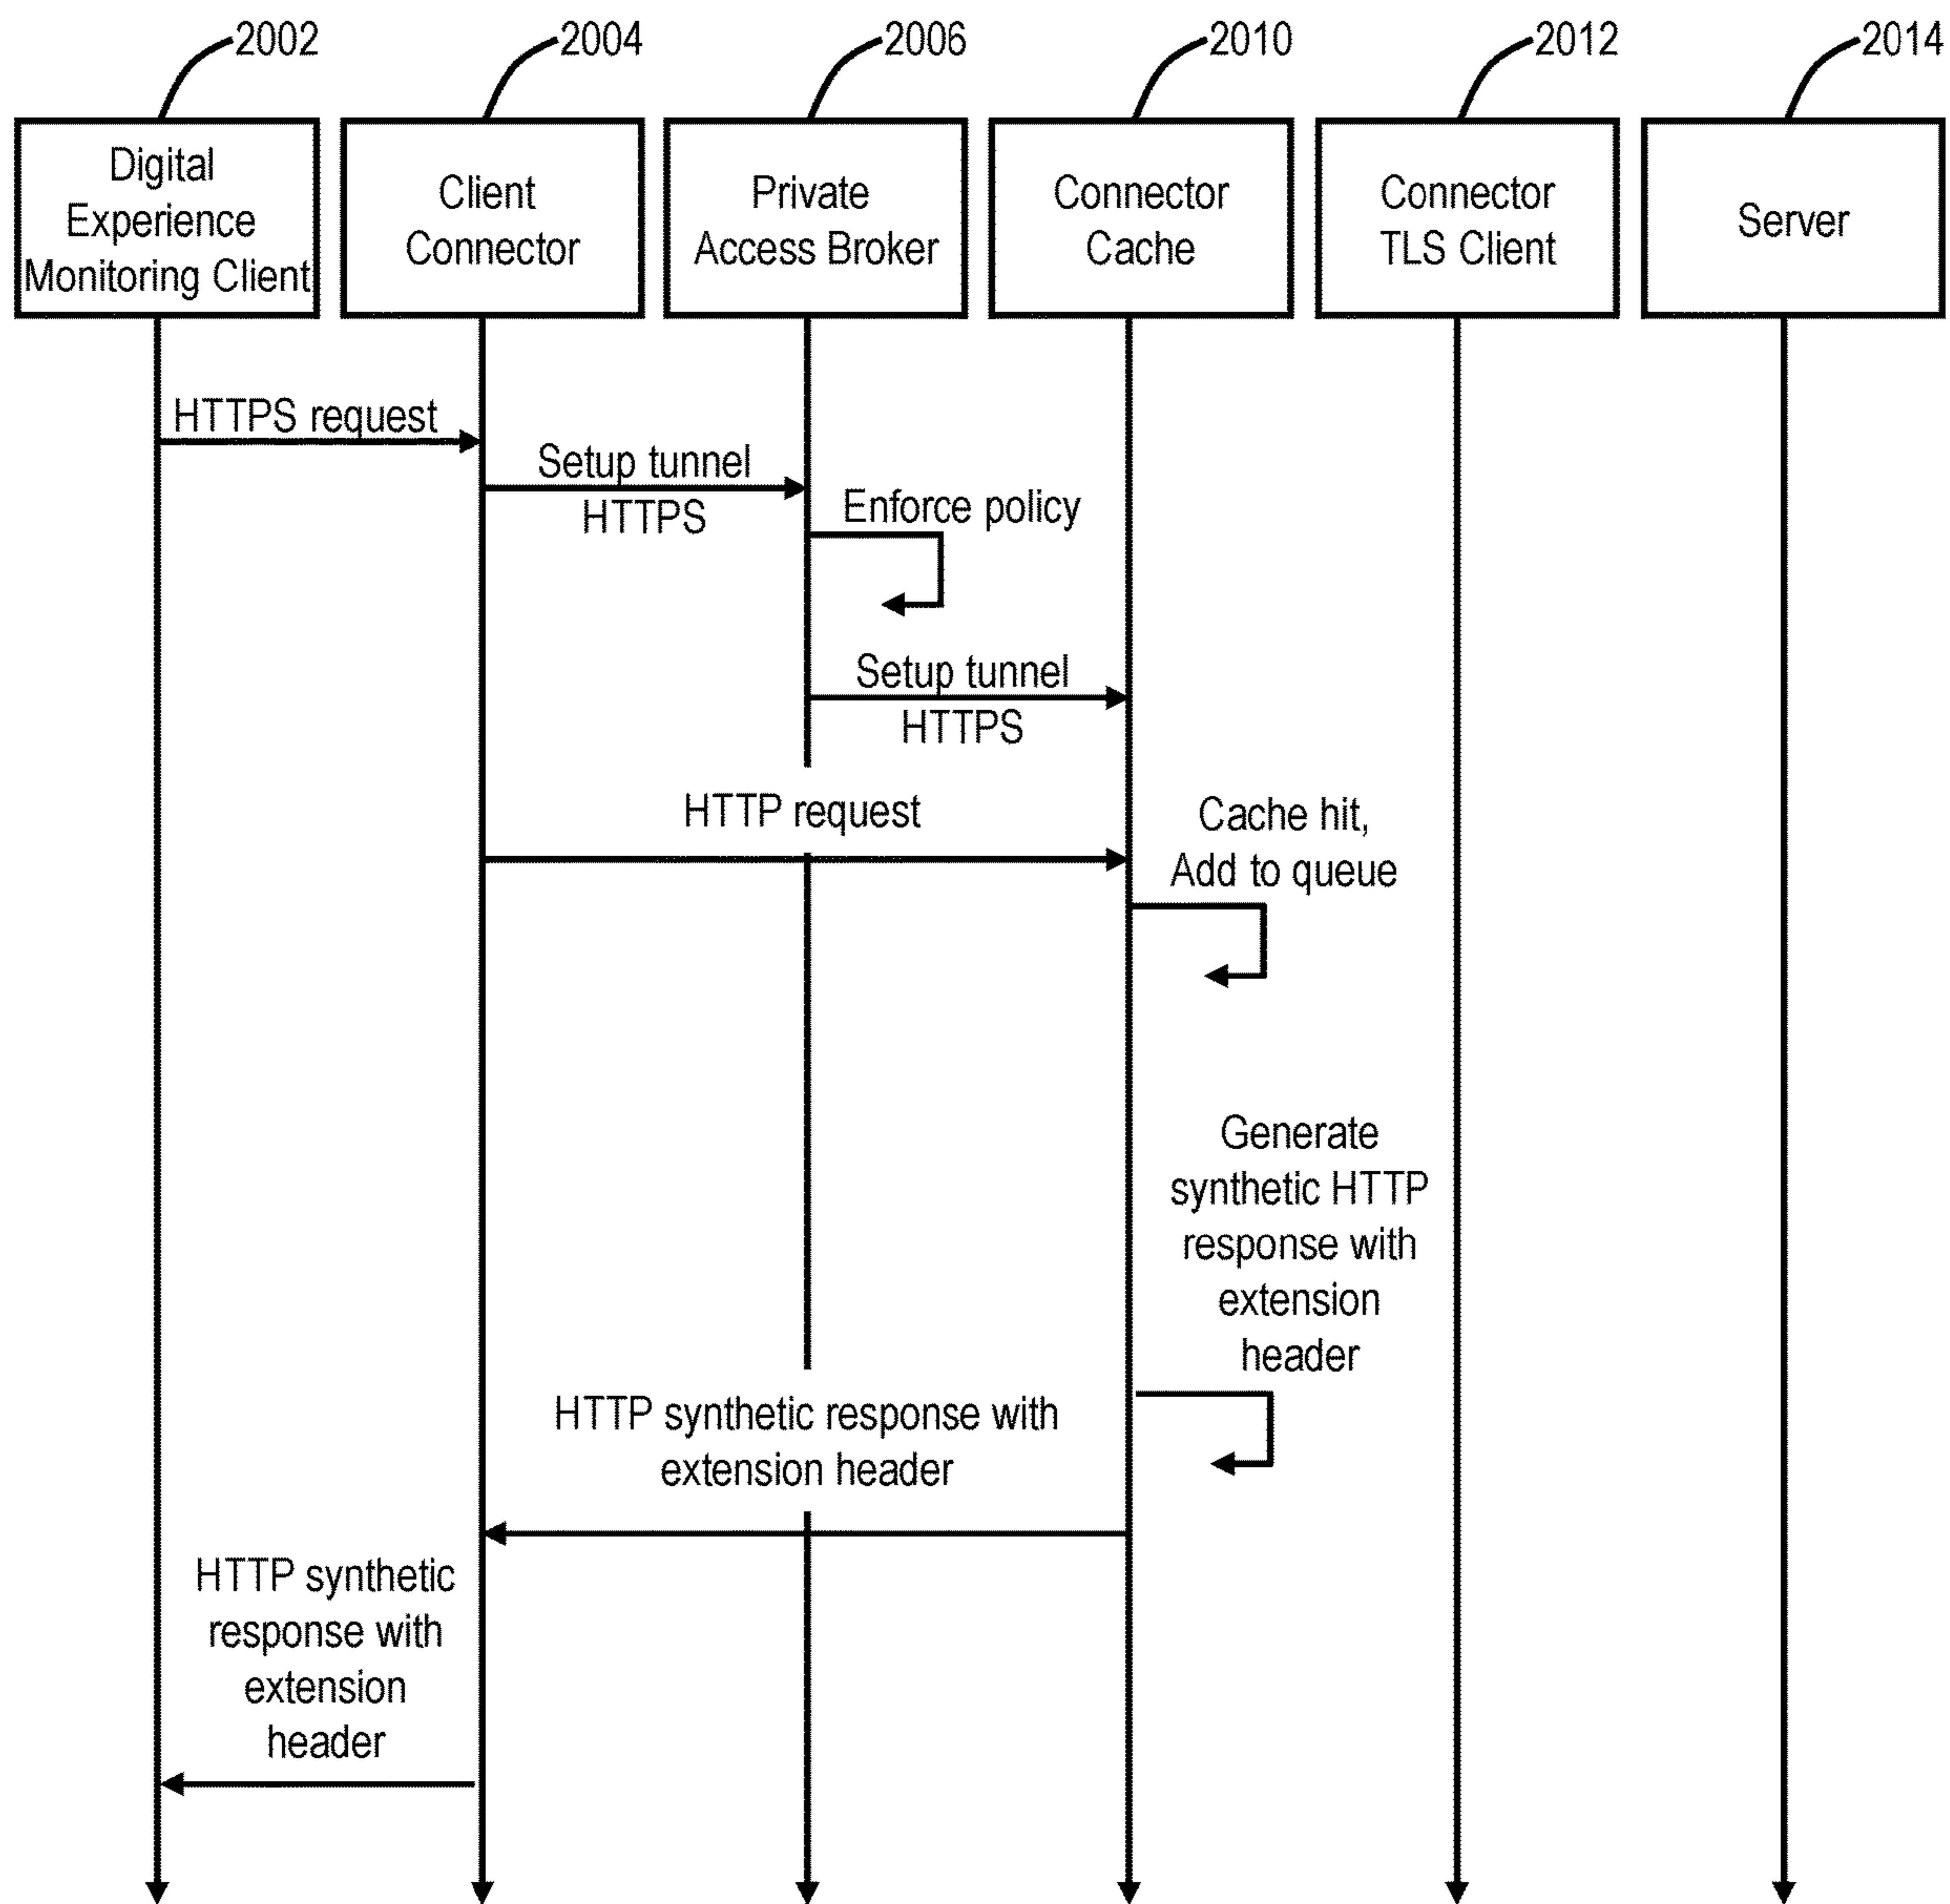 2002
2004
2006
2010
2012
2014
Digital
Experience
Monitoring Client
Client
Connector
Private
Access Broker
Connector
Cache
Connector
TLS Client
Server
HTTPS request
Setup tunnel
HTTPS
Enforce policy
Setup tunnel
HTTPS
HTTP request
Cache hit,
Add to queue
Generate
synthetic HTTP
response with
extension
header
HTTP synthetic response with
extension header
HTTP synthetic
response with
extension
header